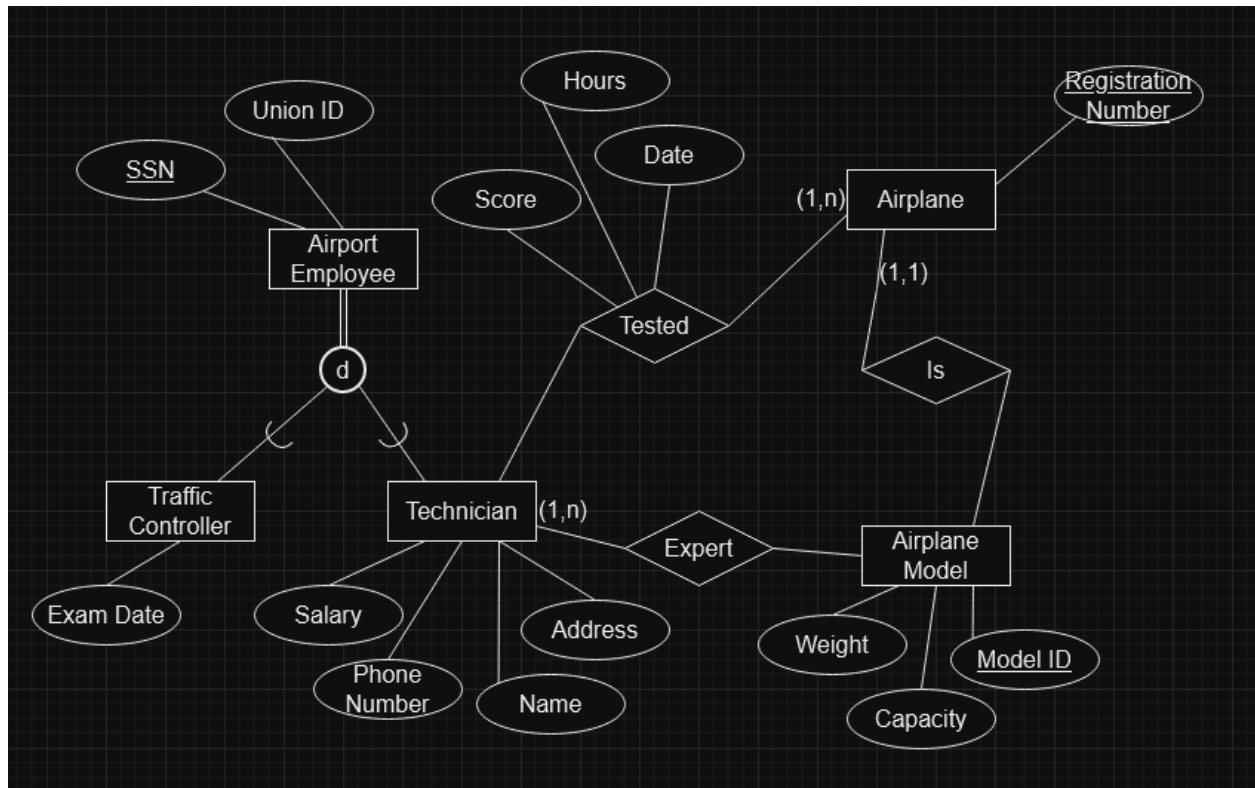 Hours
Registration
Number
Union ID
Date
SSN
Score
(1,n)
Airplane
Airport
Employee
(1,1)
Tested
d
Is
Traffic
Controller
Technician
(1,n)
Expert
Airplane
Model
Exam Date
Salary
Address
Weight
Model ID
Phone
Number
Name
Capacity